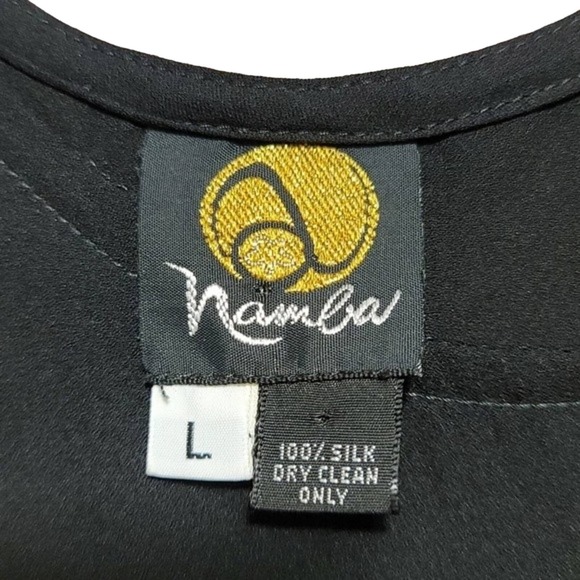 Namba
L
100% SILK
DRY CLEAN
ONLY